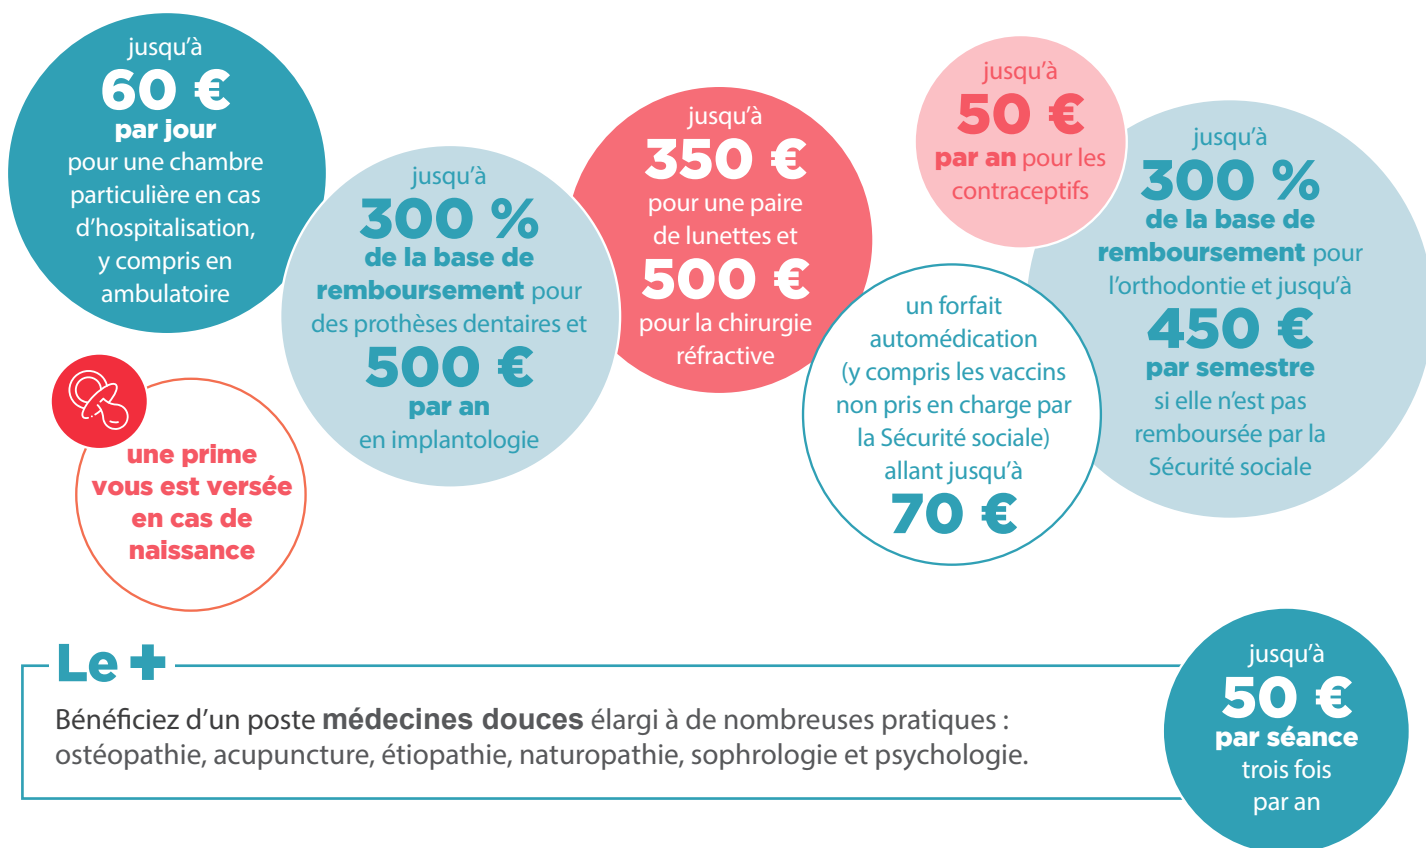 jusqu'à
60 €
par jour
pour une chambre
particulière en cas
d'hospitalisation,
y compris en
ambulatoire
jusqu'à
300 %
de la base de
remboursement pour
des prothèses dentaires et
500 €
par an
en implantologie
jusqu'à
350 €
pour une paire
de lunettes et
500 €
pour la chirurgie
réfractive
jusqu'à
50 €
par an pour les
contraceptifs
jusqu'à
300 %
de la base de
remboursement pour
l'orthodontie et jusqu'à
450 €
par semestre
si elle n'est pas
remboursée par la
Sécurité sociale
un forfait
automédication
(y compris les vaccins
non pris en charge par
la Sécurité sociale)
allant jusqu'à
70 €
une prime
vous est versée
en cas de
naissance
Le +
Bénéficiez d'un poste médecines douces élargi à de nombreuses pratiques :
ostéopathie, acupuncture, étiopathie, naturopathie, sophrologie et psychologie.
jusqu'à
50 €
par séance
trois fois
par an